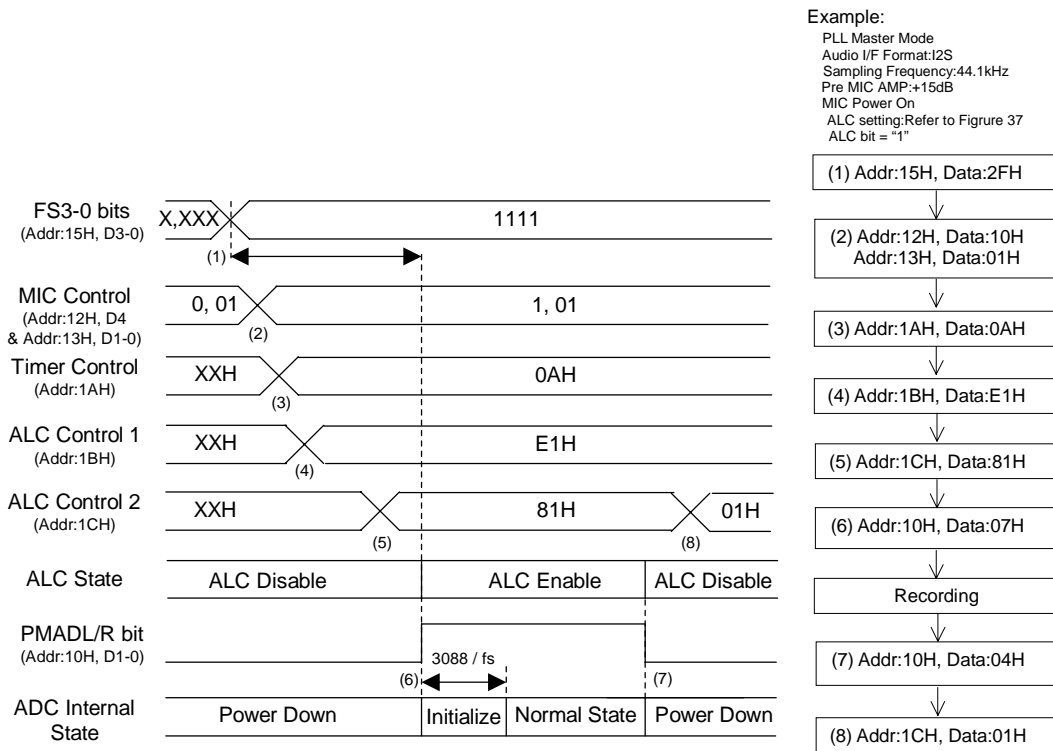 Example:
PLL Master Mode
Audio I/F Format:I2S
Sampling Frequency:44.1kHz
Pre MIC AMP:+15dB
MIC Power On
ALC setting:Refer to Figrure 37
ALC bit = “1”
(1) Addr:15H, Data:2FH
(2) Addr:12H, Data:10H
Addr:13H, Data:01H
(3) Addr:1AH, Data:0AH
(4) Addr:1BH, Data:E1H
(5) Addr:1CH, Data:81H
(6) Addr:10H, Data:07H
Recording
(7) Addr:10H, Data:04H
(8) Addr:1CH, Data:01H
FS3-0 bits
(Addr:15H, D3-0)
X,XXX
1111
(1)
MIC Control
(Addr:12H, D4
& Addr:13H, D1-0)
0, 01
1, 01
(2)
Timer Control
(Addr:1AH)
XXH
0AH
(3)
ALC Control 1
(Addr:1BH)
XXH
E1H
(4)
ALC Control 2
(Addr:1CH)
XXH
81H
01H
(5)
(8)
ALC State
ALC Disable
ALC Enable
ALC Disable
PMADL/R bit
(Addr:10H, D1-0)
3088 / fs
(6)
(7)
ADC Internal
State
Power Down
Initialize
Normal State
Power Down